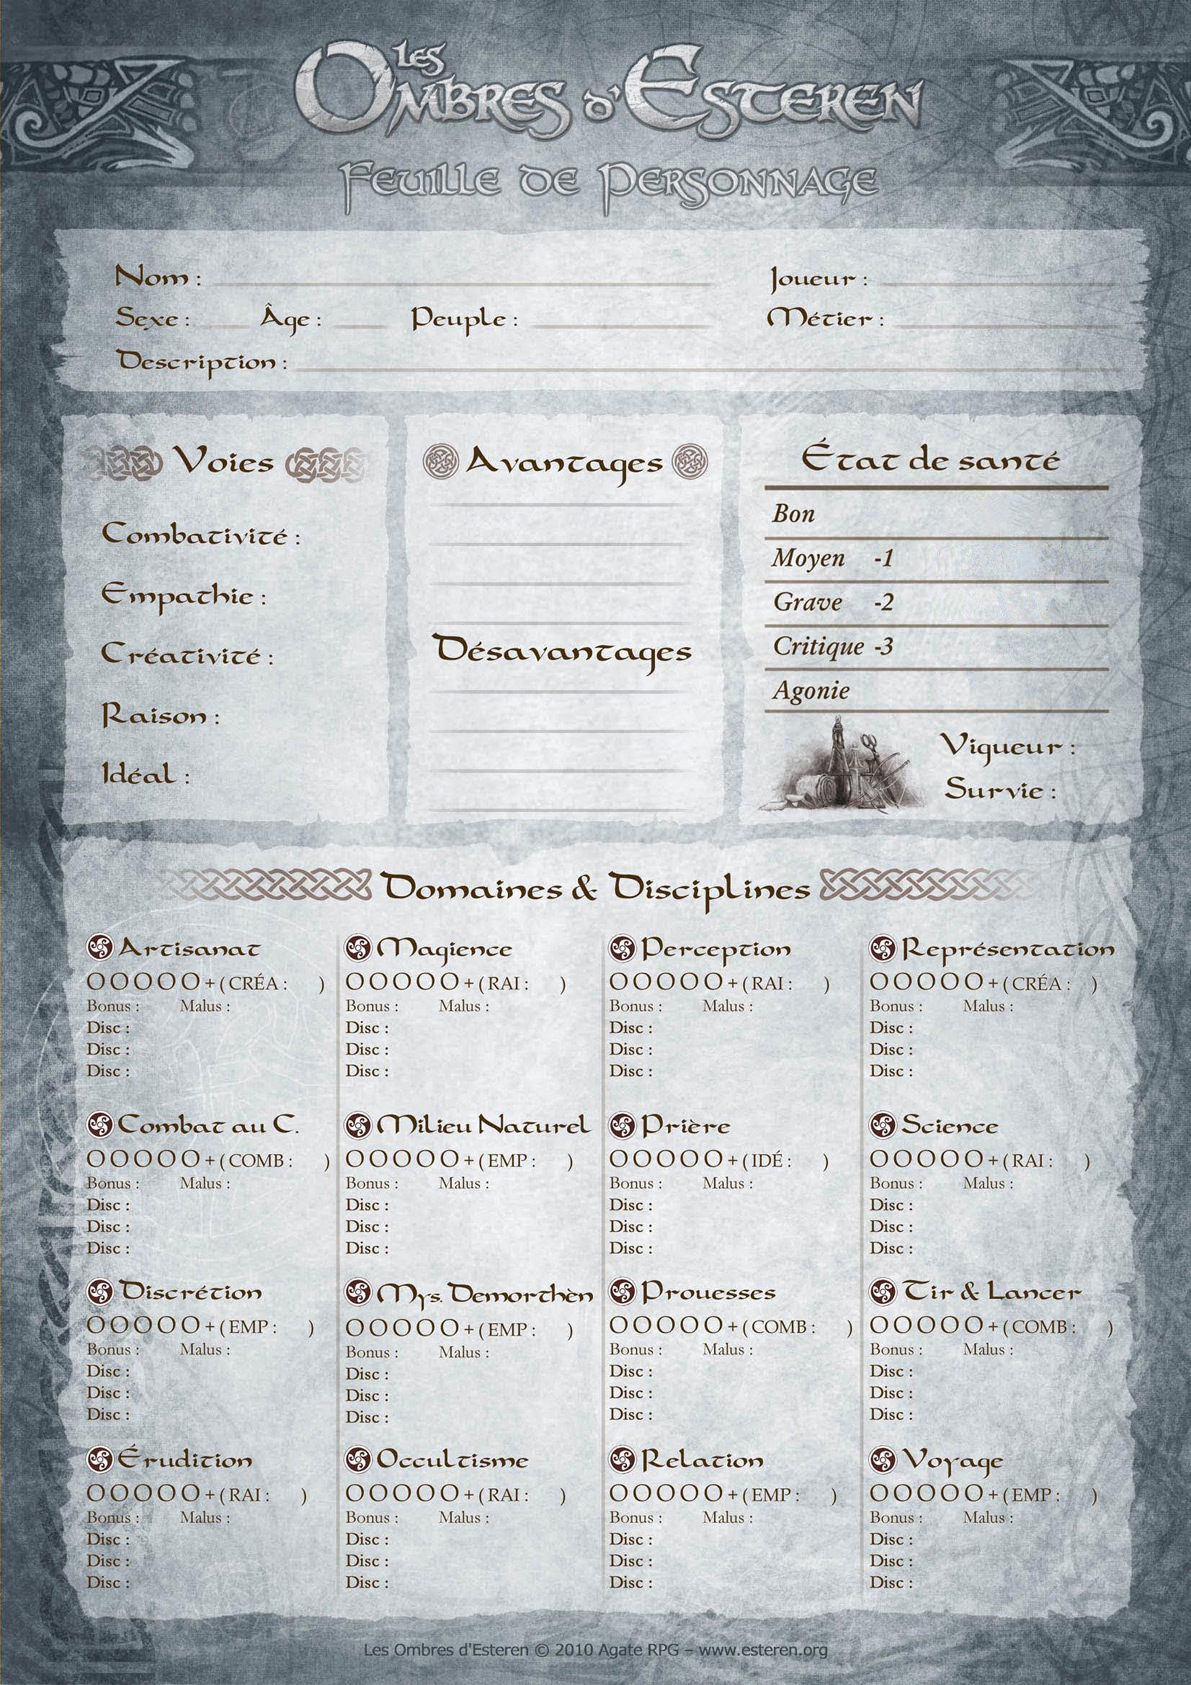 Les
Ombres d'Esteren
Feuille de Personnage
Nom :
Joueur :
Sexe : Âge : Peuple :
Métier :
Description :
Voies
Combativité :
Empathie :
Créativité :
Raison :
Idéal :
Avantages
Désavantages
État de santé
Bon
Moyen -1
Grave -2
Critique -3
Agonie
Vigueur :
Survie :
Domaines & Disciplines
Artisanat
OOOOO+( CRÉA : )
Bonus : Malus :
Disc :
Disc :
Disc :
Magience
OOOOO+( RAI : )
Bonus : Malus :
Disc :
Disc :
Disc :
Perception
OOOOO+( RAI : )
Bonus : Malus :
Disc :
Disc :
Disc :
Représentation
OOOOO+( CRÉA : )
Bonus : Malus :
Disc :
Disc :
Disc :
Combat au C.
OOOOO+( COMB : )
Bonus : Malus :
Disc :
Disc :
Disc :
Milieu Naturel
OOOOO+( EMP : )
Bonus : Malus :
Disc :
Disc :
Disc :
Prière
OOOOO+( IDÉ : )
Bonus : Malus :
Disc :
Disc :
Disc :
Science
OOOOO+( RAI : )
Bonus : Malus :
Disc :
Disc :
Disc :
Discrétion
OOOOO+( EMP : )
Bonus : Malus :
Disc :
Disc :
Disc :
Mys. Demorthèn
OOOOO+( EMP : )
Bonus : Malus :
Disc :
Disc :
Disc :
Prouesses
OOOOO+( COMB : )
Bonus : Malus :
Disc :
Disc :
Disc :
Tir & Lancer
OOOOO+( COMB : )
Bonus : Malus :
Disc :
Disc :
Disc :
Érudition
OOOOO+( RAI : )
Bonus : Malus :
Disc :
Disc :
Disc :
Occultisme
OOOOO+( RAI : )
Bonus : Malus :
Disc :
Disc :
Disc :
Relation
OOOOO+( EMP : )
Bonus : Malus :
Disc :
Disc :
Disc :
Voyage
OOOOO+( EMP : )
Bonus : Malus :
Disc :
Disc :
Disc :
Les Ombres d'Esteren © 2010 Agate RPG – www.esteren.org